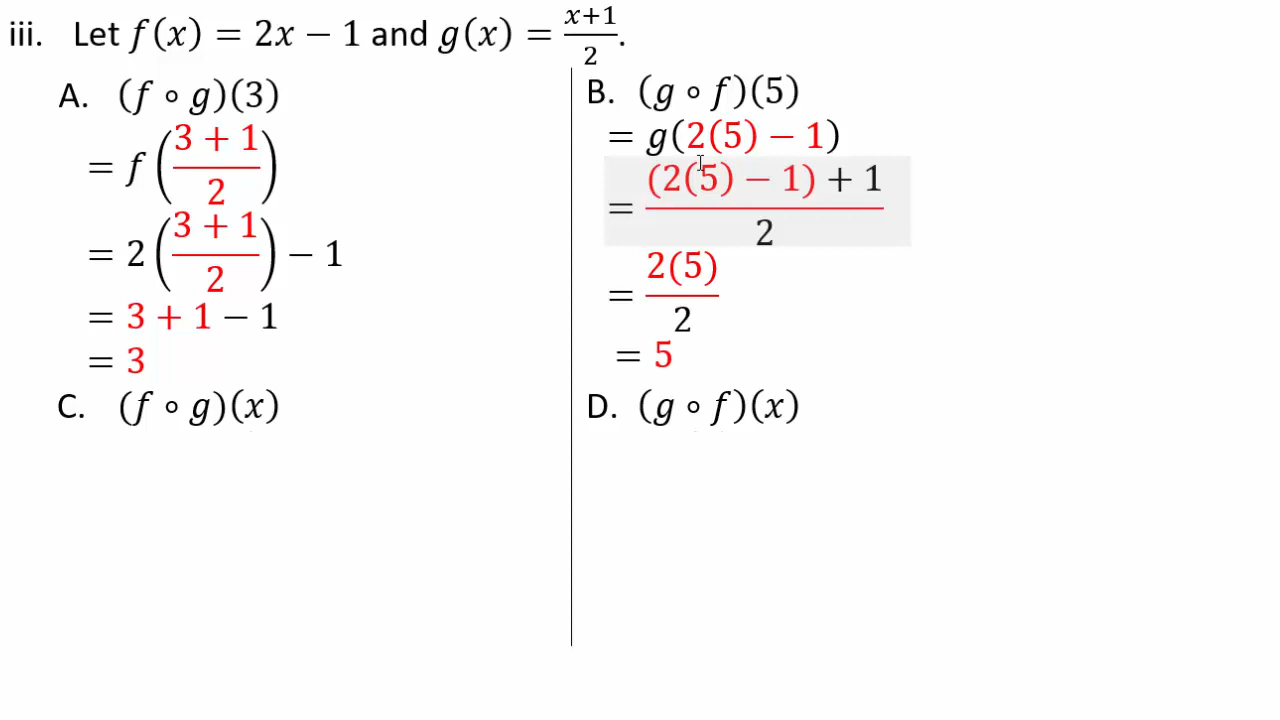 iii. Let f(x) = 2x − 1 and g(x) = (x+1)/2.
A. (f ∘ g)(3)
= f((3 + 1)/2)
= 2((3 + 1)/2) − 1
= 3 + 1 − 1
= 3
B. (g ∘ f)(5)
= g(2(5) − 1)
= ((2(5) − 1) + 1)/2
= 2(5)/2
= 5
C. (f ∘ g)(x)
D. (g ∘ f)(x)